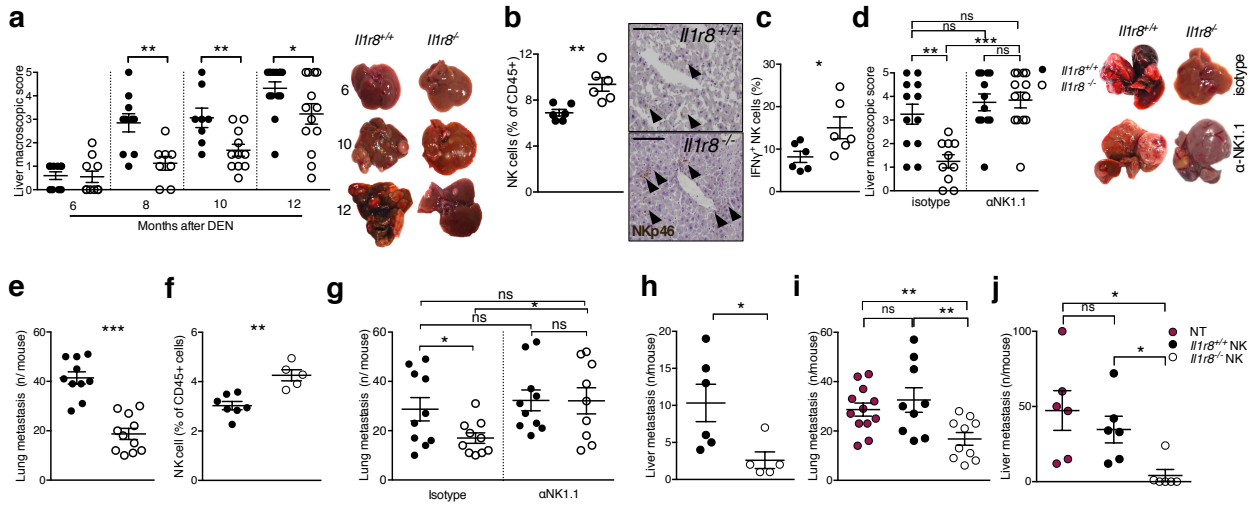 a
Liver macroscopic score
5
4
3
2
1
0
**
**
*
6
8
10
12
Months after DEN
Il1r8+/+
Il1r8-/-
6
10
12
b
NK cells (% of CD45+)
12
9
6
3
0
**
Il1r8+/+
Il1r8-/-
NKp46
c
IFNγ+ NK cells (%)
30
20
10
0
*
d
Liver macroscopic score
5
4
3
2
1
0
ns
ns
***
**
ns
isotype
αNK1.1
Il1r8+/+
Il1r8-/-
Il1r8+/+
Il1r8-/-
isotype
α-NK1.1
e
Lung metastasis (n/ mouse)
60
40
20
0
***
f
NK cell (% of CD45+ cells)
6
4
2
0
**
g
Lung metastasis (n/ mouse)
60
40
20
0
ns
*
ns
ns
*
Isotype
αNK1.1
h
Liver metastasis (n/mouse)
20
15
10
5
0
*
i
Lung metastasis (n/mouse)
60
40
20
0
**
ns
**
j
Liver metastasis (n/mouse)
100
50
0
*
ns
*
NT
Il1r8+/+ NK
Il1r8-/- NK